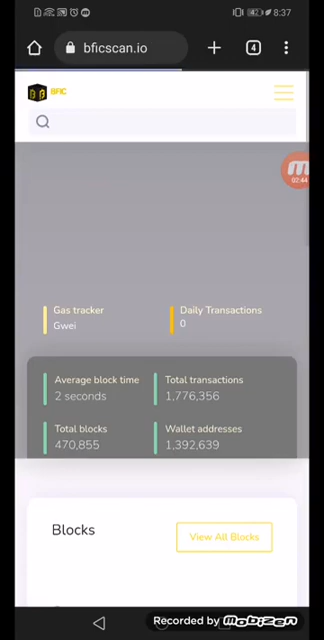 8:37
bficscan.io
4
BFIC
02:44
Gas tracker
Gwei
Daily Transactions
0
Average block time
2 seconds
Total transactions
1,776,356
Total blocks
470,855
Wallet addresses
1,392,639
Blocks
View All Blocks
Recorded by Mobizen